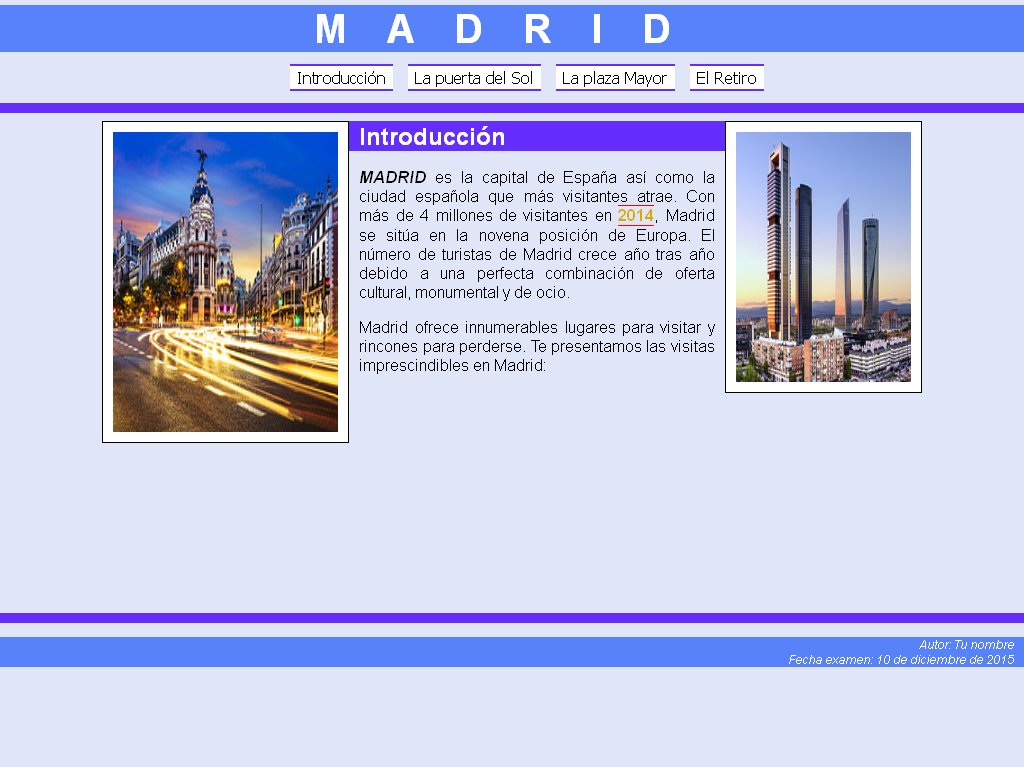 M A D R I D
Introducción La puerta del Sol La plaza Mayor El Retiro
Introducción
MADRID es la capital de España así como la
ciudad española que más visitantes atrae. Con
más de 4 millones de visitantes en 2014, Madrid
se sitúa en la novena posición de Europa. El
número de turistas de Madrid crece año tras año
debido a una perfecta combinación de oferta
cultural, monumental y de ocio.
Madrid ofrece innumerables lugares para visitar y
rincones para perderse. Te presentamos las visitas
imprescindibles en Madrid:
Autor: Tu nombre
Fecha examen: 10 de diciembre de 2015